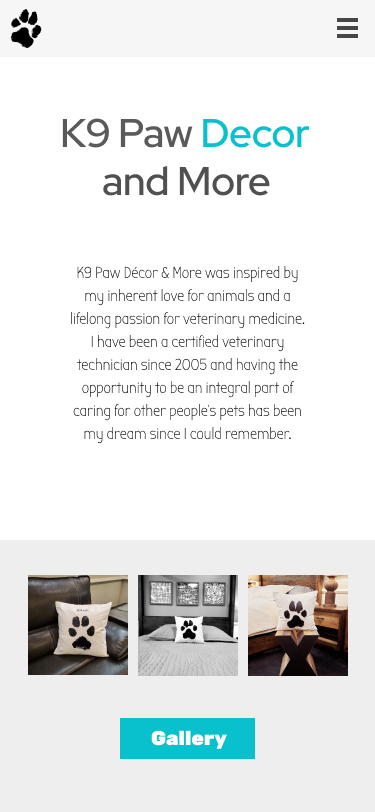 K9 Paw Decor
and More
K9 Paw Décor & More was inspired by
my inherent love for animals and a
lifelong passion for veterinary medicine.
I have been a certified veterinary
technician since 2005 and having the
opportunity to be an integral part of
caring for other people's pets has been
my dream since I could remember.
Gallery